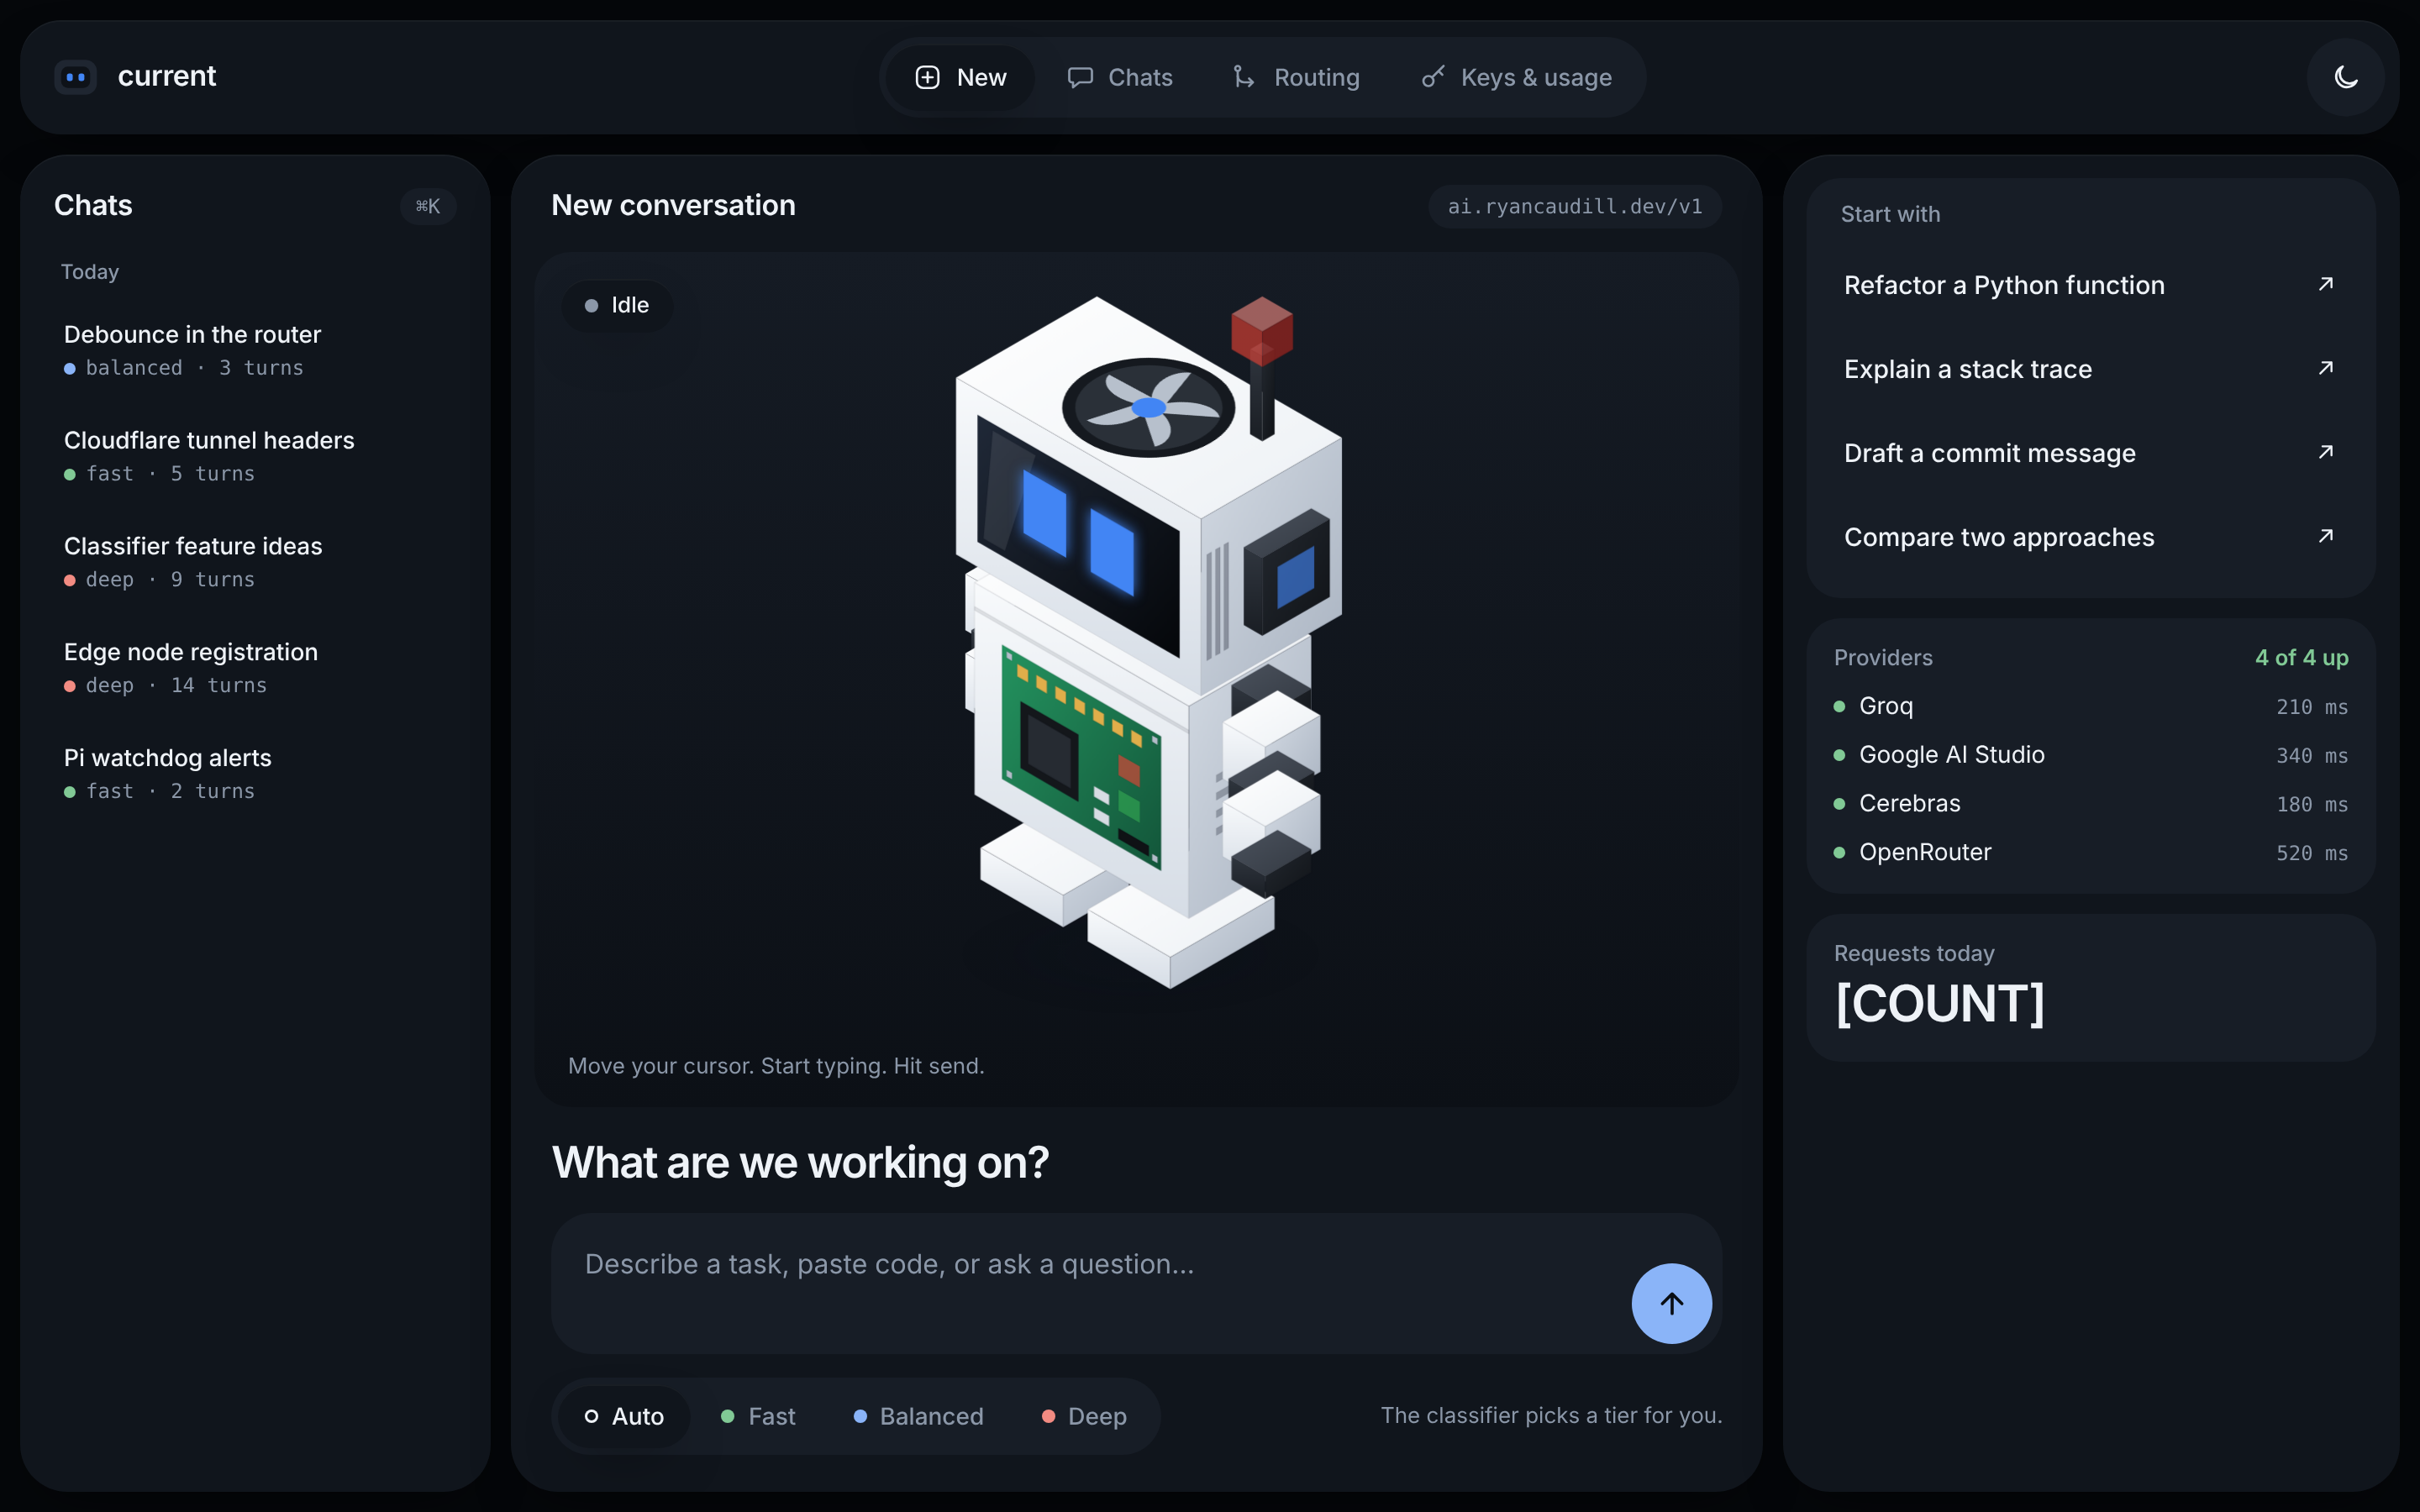 current
New
Chats
Routing
Keys & usage
Chats
⌘K
Today
Debounce in the router
balanced · 3 turns
Cloudflare tunnel headers
fast · 5 turns
Classifier feature ideas
deep · 9 turns
Edge node registration
deep · 14 turns
Pi watchdog alerts
fast · 2 turns
New conversation
ai.ryancaudill.dev/v1
Idle
Move your cursor. Start typing. Hit send.
What are we working on?
Describe a task, paste code, or ask a question...
Auto
Fast
Balanced
Deep
The classifier picks a tier for you.
Start with
Refactor a Python function
Explain a stack trace
Draft a commit message
Compare two approaches
Providers
4 of 4 up
Groq
210 ms
Google AI Studio
340 ms
Cerebras
180 ms
OpenRouter
520 ms
Requests today
[COUNT]